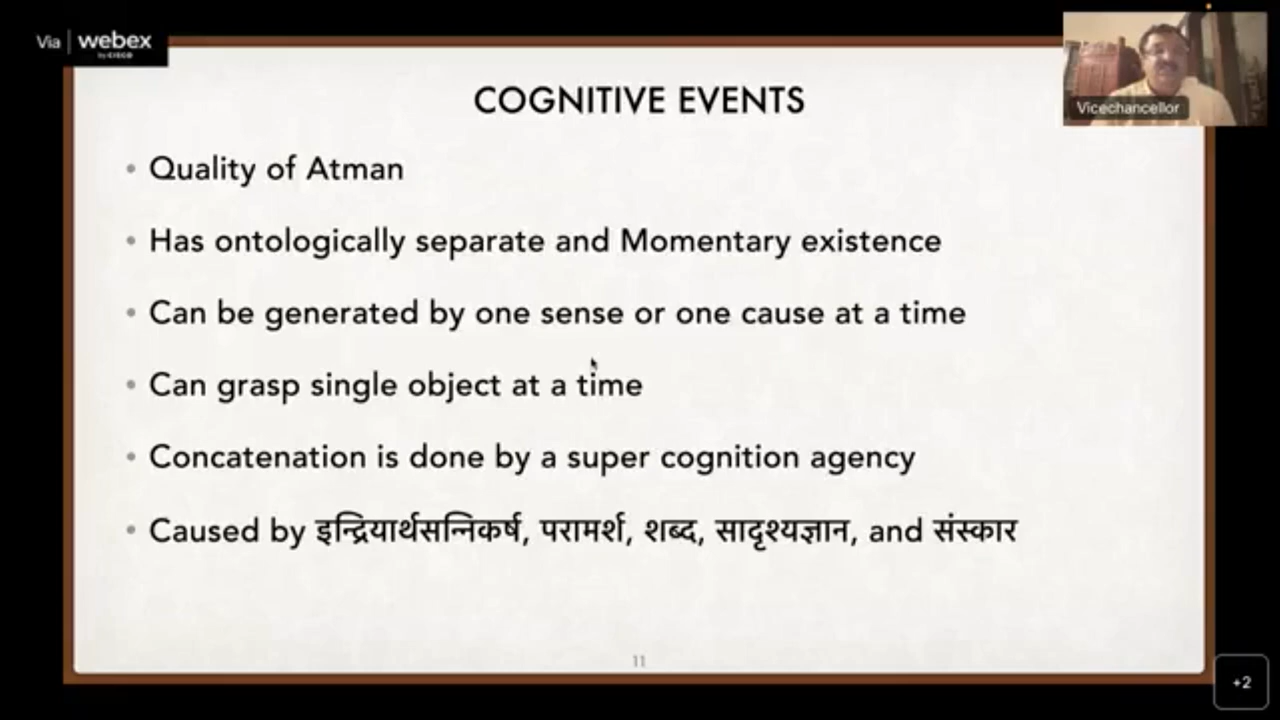 Via | webex
by CISCO
Vicechancellor
COGNITIVE EVENTS
• Quality of Atman
• Has ontologically separate and Momentary existence
• Can be generated by one sense or one cause at a time
• Can grasp single object at a time
• Concatenation is done by a super cognition agency
• Caused by इन्द्रियार्थसन्निकर्ष, परामर्श, शब्द, सादृश्यज्ञान, and संस्कार
11
+2